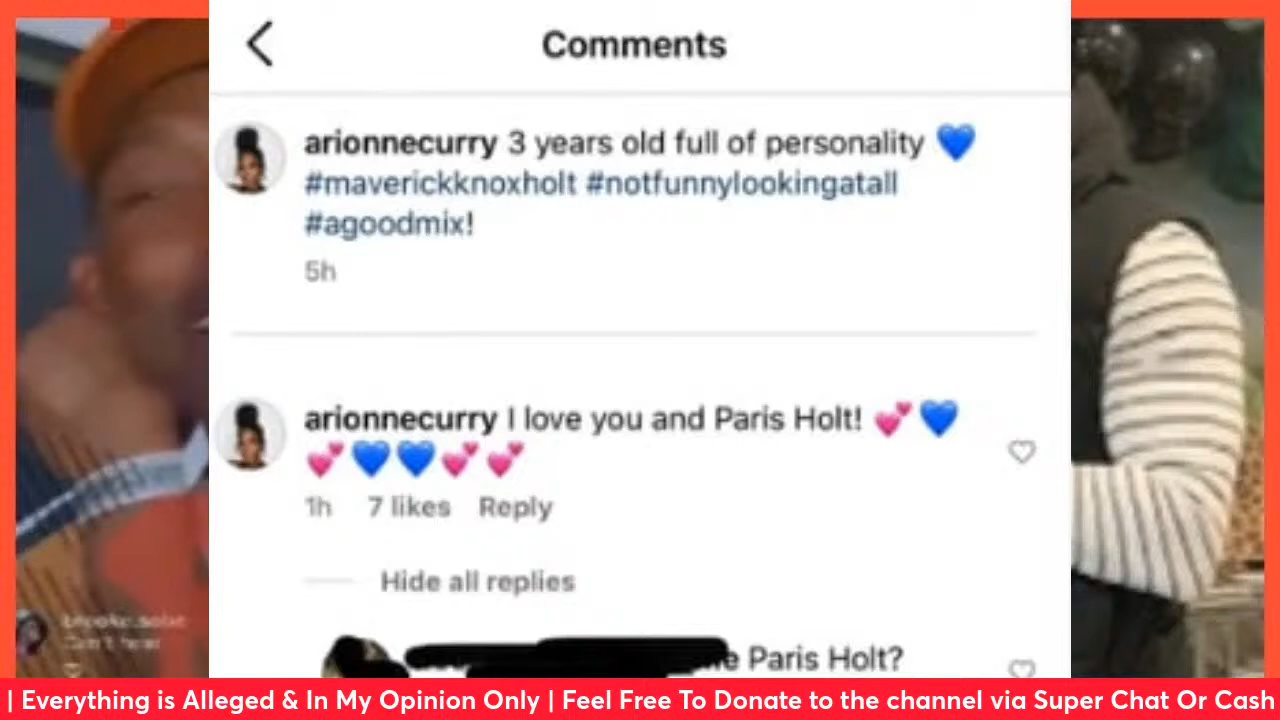 Comments
arionnecurry 3 years old full of personality 💙
#maverickknoxholt #notfunnylookingatall
#agoodmix!
5h
arionnecurry I love you and Paris Holt! 💕💙
💕💙💙💕💕
1h 7 likes Reply
Hide all replies
Paris Holt?
| Everything is Alleged & In My Opinion Only | Feel Free To Donate to the channel via Super Chat Or Cash